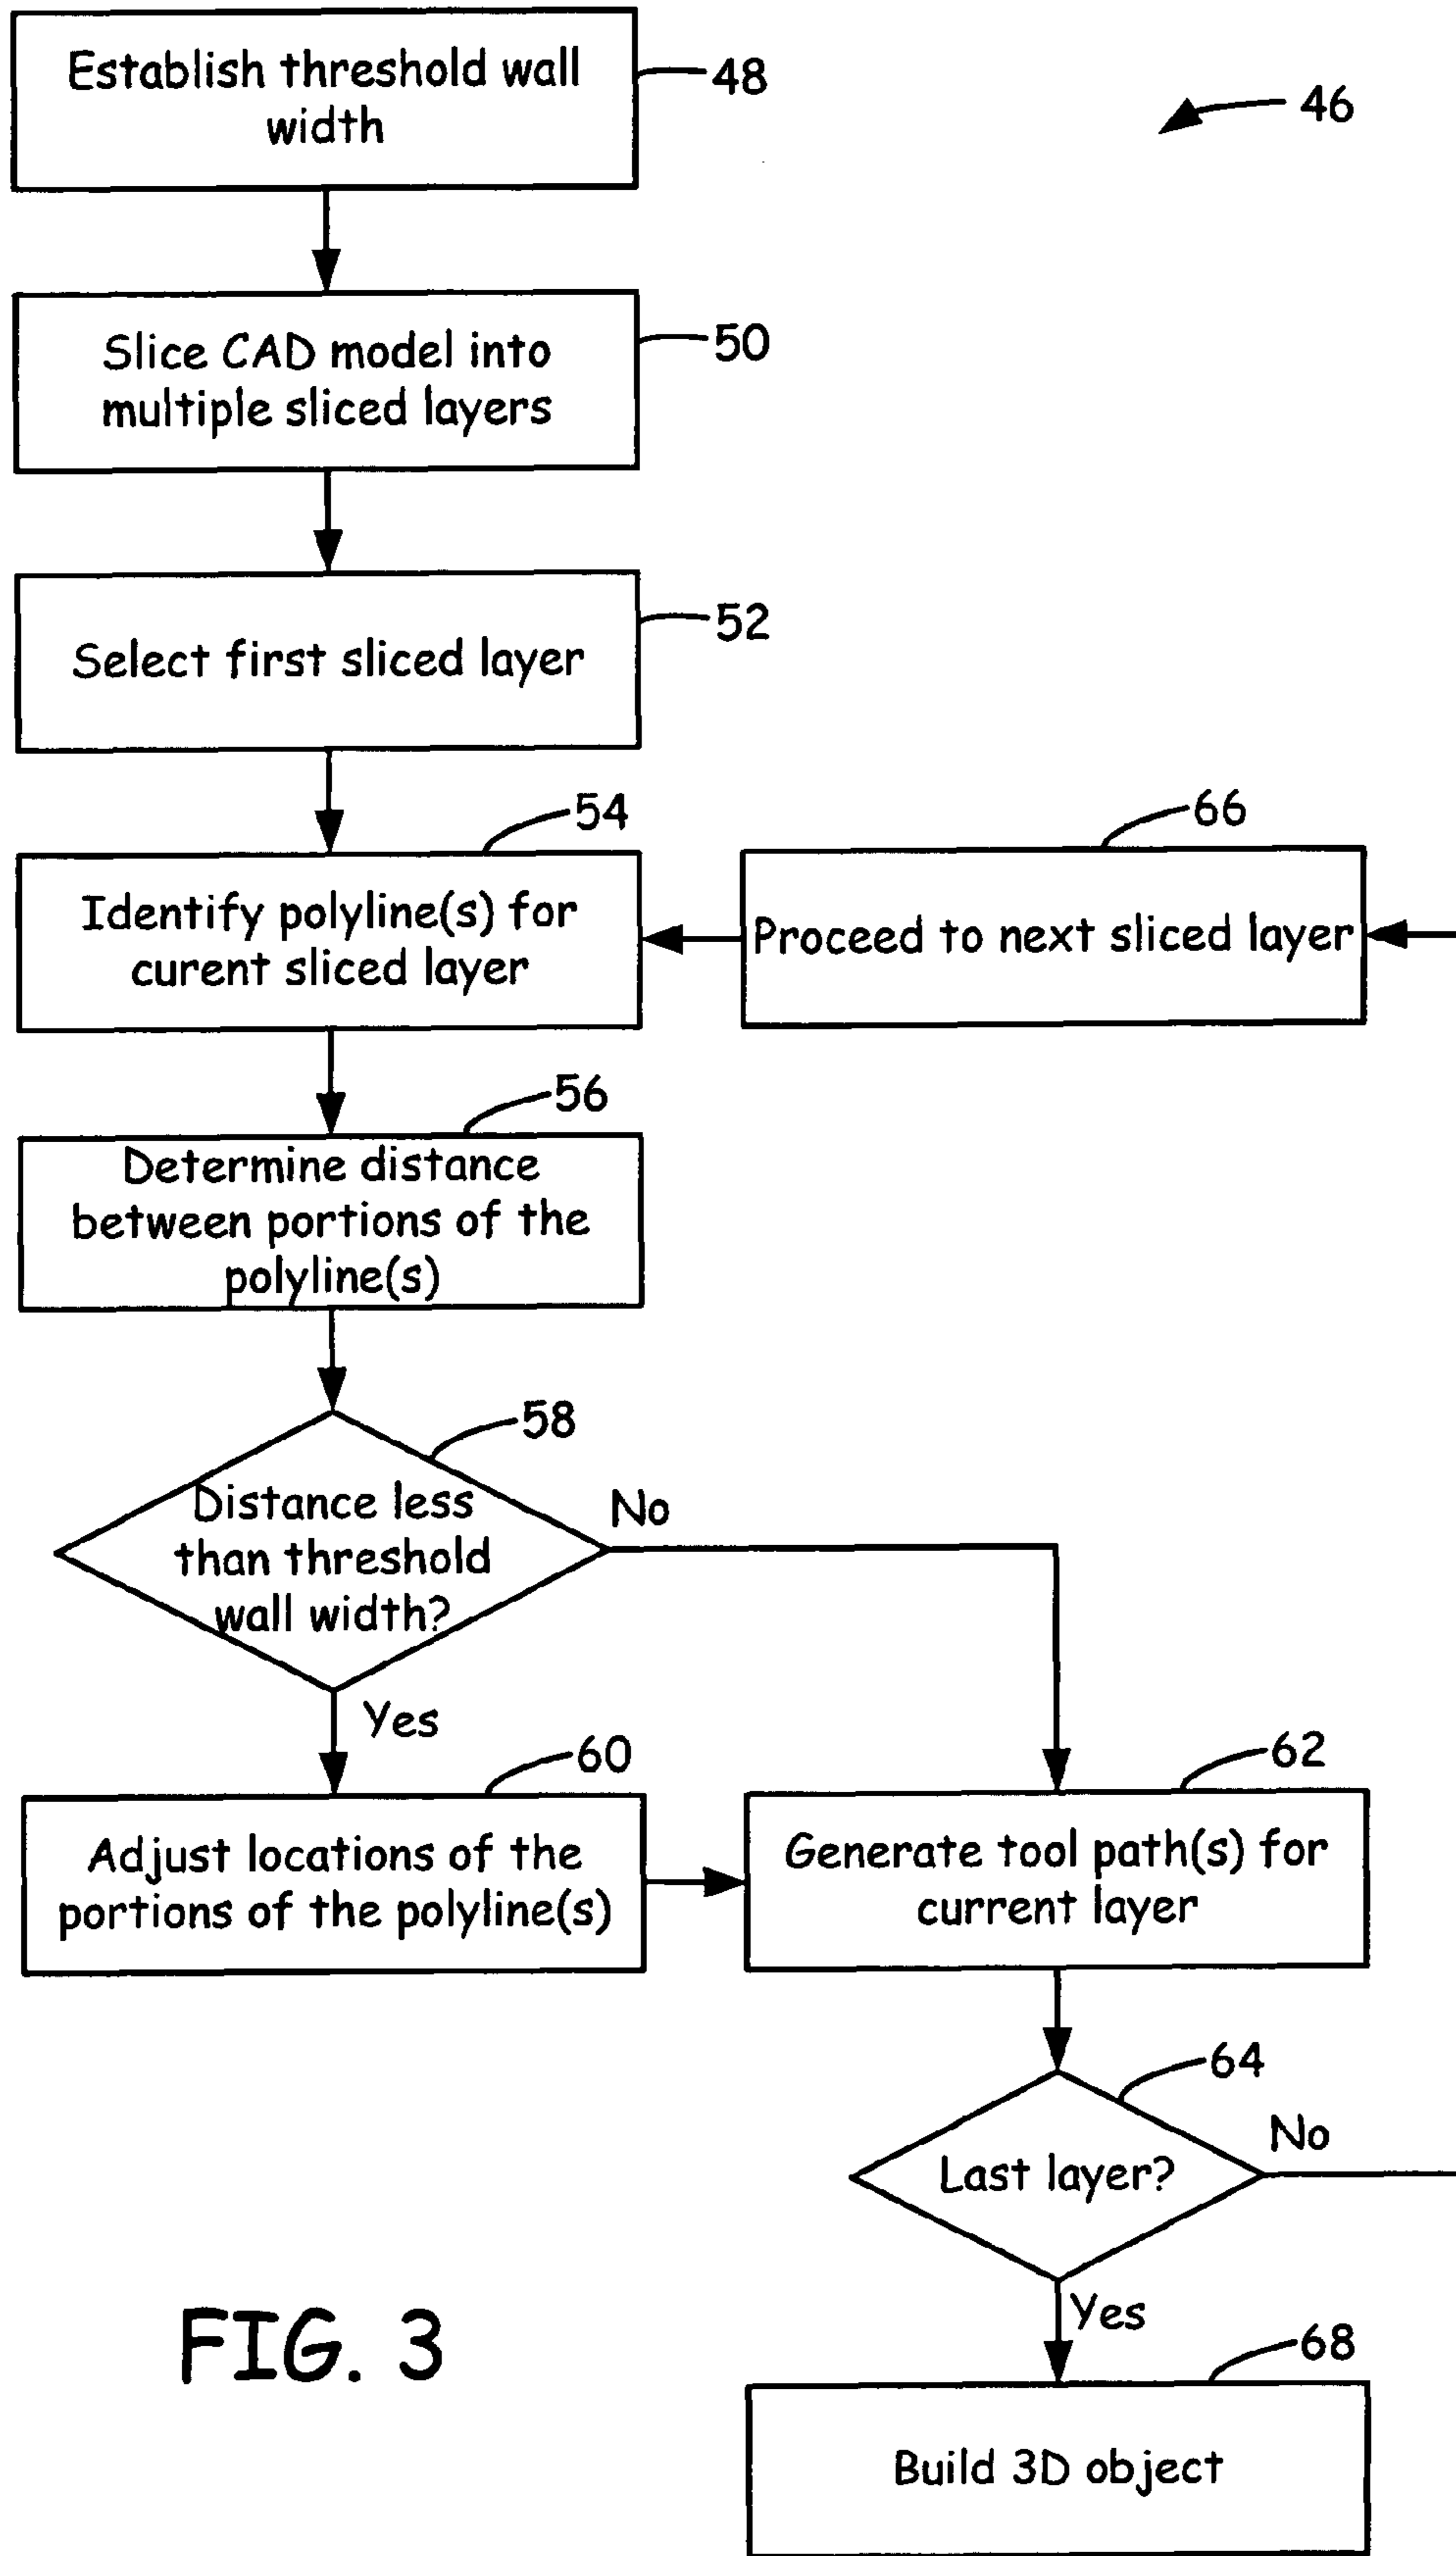 Establish threshold wall
width
48
46
Slice CAD model into
multiple sliced layers
50
Select first sliced layer
52
54
Identify polyline(s) for
curent sliced layer
66
Proceed to next sliced layer
56
Determine distance
between portions of the
polyline(s)
58
Distance less
than threshold
wall width?
No
Yes
60
Adjust locations of the
portions of the polyline(s)
62
Generate tool path(s) for
current layer
64
Last layer?
No
Yes
68
Build 3D object
FIG. 3